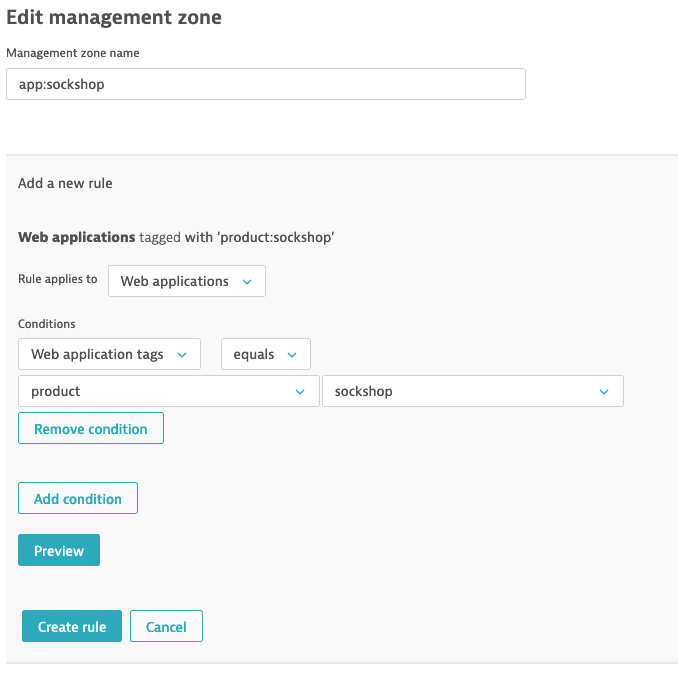 Edit management zone
Management zone name
app:sockshop
Add a new rule
Web applications tagged with 'product:sockshop'
Rule applies to Web applications
Conditions
Web application tags equals
product sockshop
Remove condition
Add condition
Preview
Create rule Cancel